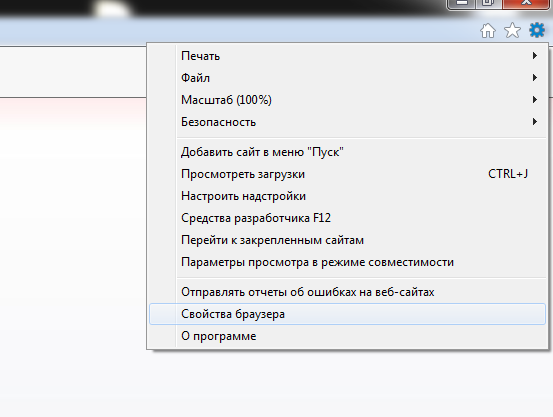 Печать
Файл
Масштаб (100%)
Безопасность
Добавить сайт в меню "Пуск"
Просмотреть загрузки CTRL+J
Настроить надстройки
Средства разработчика F12
Перейти к закрепленным сайтам
Параметры просмотра в режиме совместимости
Отправлять отчеты об ошибках на веб-сайтах
Свойства браузера
О программе